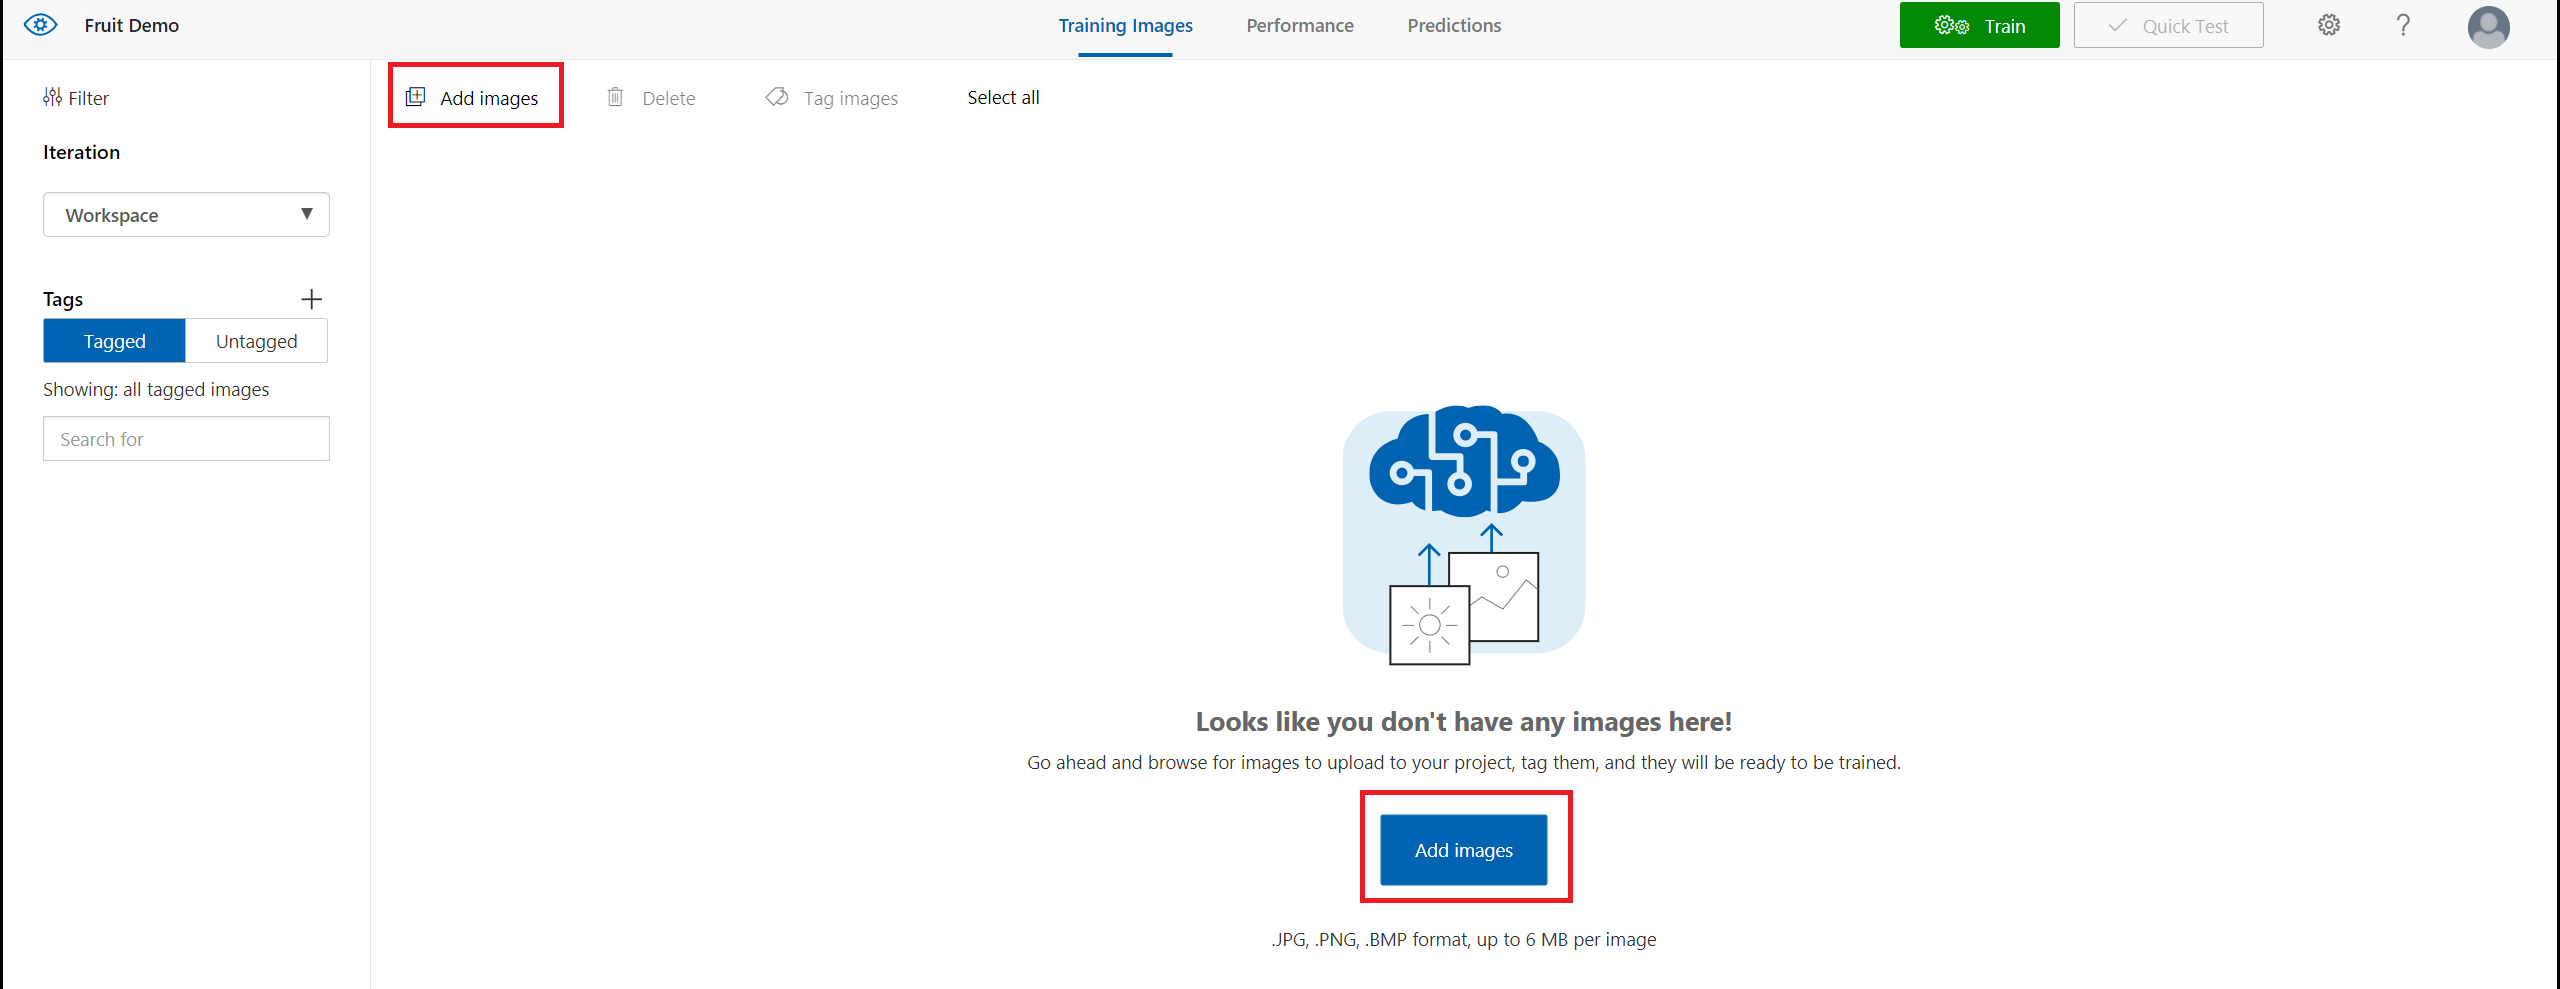 Fruit Demo
Training Images
Performance
Predictions
Train
Quick Test
?
Filter
Add images
Delete
Tag images
Select all
Iteration
Workspace
Tags
Tagged
Untagged
Showing: all tagged images
Search for
Looks like you don't have any images here!
Go ahead and browse for images to upload to your project, tag them, and they will be ready to be trained.
Add images
.JPG, .PNG, .BMP format, up to 6 MB per image